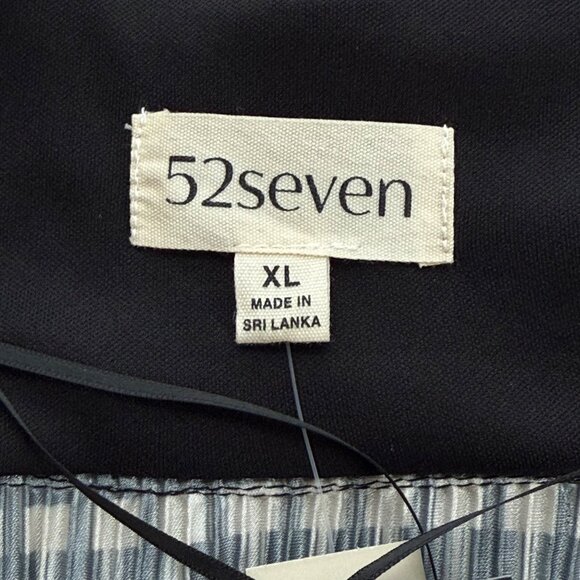 52seven
XL
MADE IN
SRI LANKA